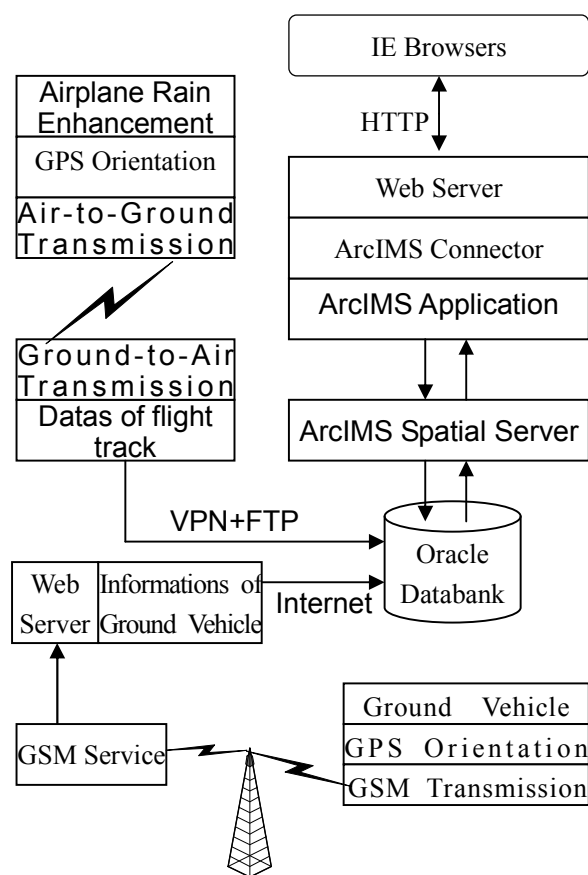 IE Browsers
HTTP
Web Server
ArcIMS Connector
ArcIMS Application
ArcIMS Spatial Server
Oracle
Databank
Airplane Rain
Enhancement
GPS Orientation
Air-to-Ground
Transmission
Ground-to-Air
Transmission
Datas of flight
track
VPN+FTP
Web
Server
Informations of
Ground Vehicle
Internet
GSM Service
Ground Vehicle
GPS Orientation
GSM Transmission